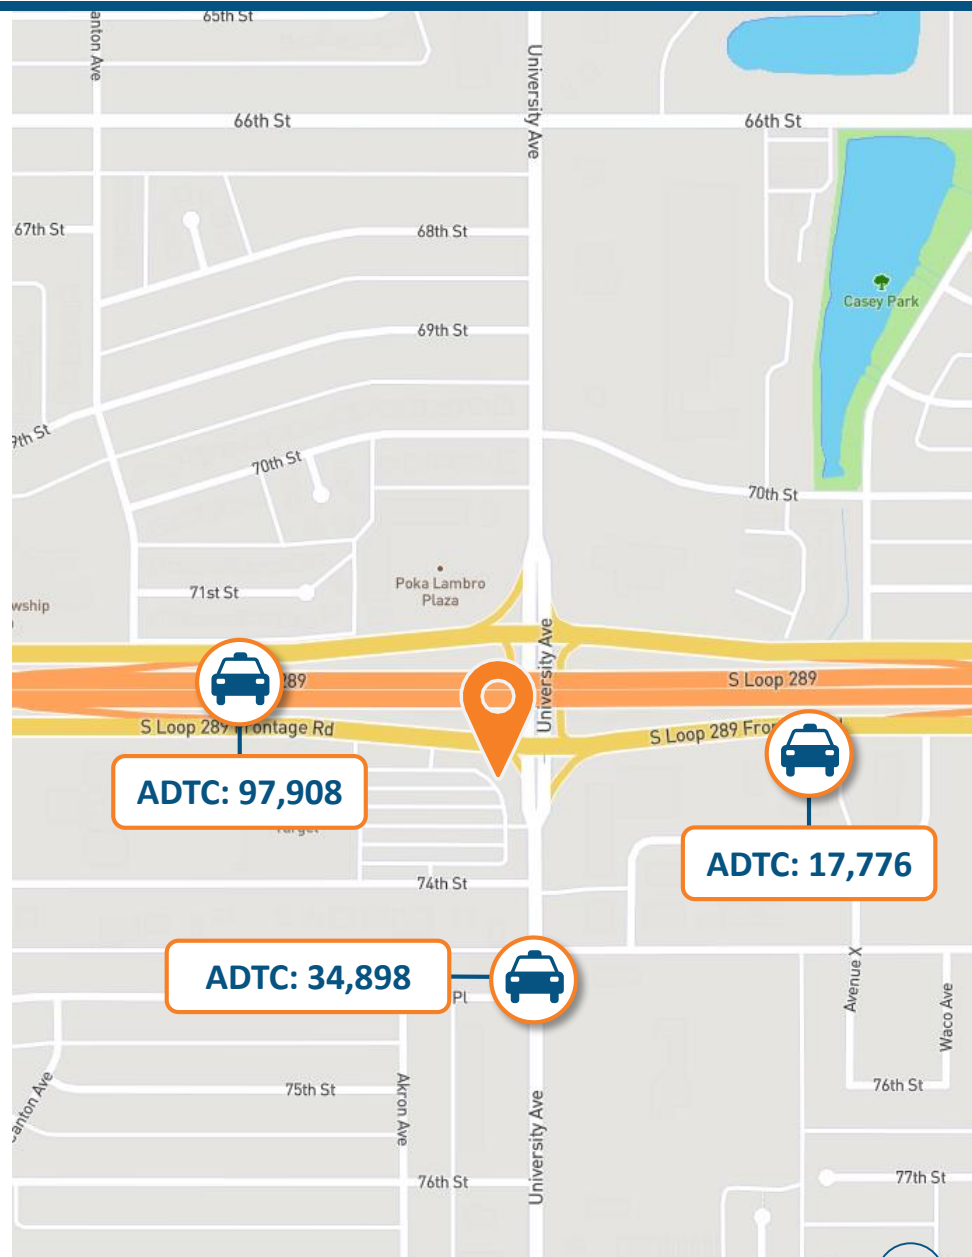 65th St
anton Ave
University Ave
66th St
66th St
67th St
68th St
Casey Park
69th St
9th St
70th St
70th St
71st St
Poka Lambro
Plaza
wship
University Ave
289
S Loop 289
S Loop 289 Frontage Rd
S Loop 289
ADTC: 97,908
Target
ADTC: 17,776
74th St
ADTC: 34,898
Pl
Avenue X
Waco Ave
75th St
Akron Ave
University Ave
76th St
anton Ave
76th St
77th St